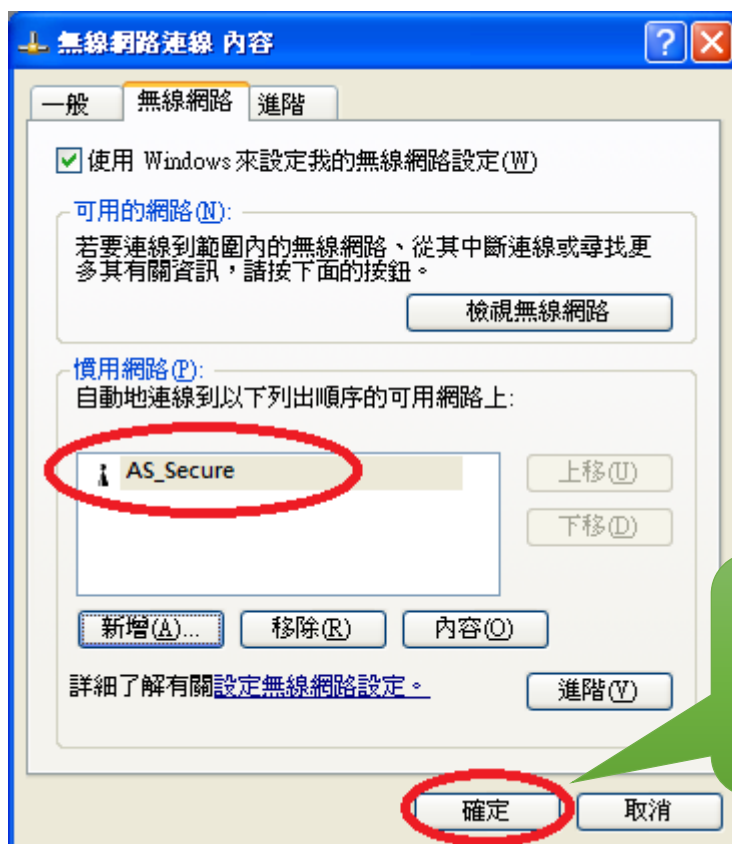 無線網路連線 內容
一般 無線網路 進階
使用 Windows 來設定我的無線網路設定(W)
可用的網路(N):
若要連線到範圍內的無線網路、從其中斷連線或尋找更
多其有關資訊，請按下面的按鈕。
檢視無線網路
慣用網路(P):
自動地連線到以下列出順序的可用網路上:
AS_Secure
上移(U)
下移(D)
新增(A)... 移除(R) 內容(O)
詳細了解有關設定無線網路設定。 進階(V)
確定 取消